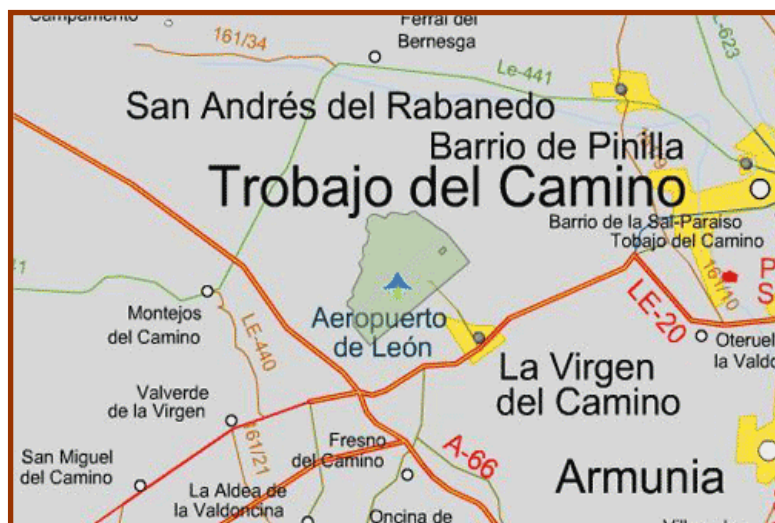 Campamento
Ferral del
Bernesga
161/34
Le-441
San Andrés del Rabanedo
Barrio de Pinilla
Trobajo del Camino
Barrio de la Sal-Paraiso
Tobajo del Camino
161/10
LE-20
Montejos
del Camino
LE-440
Aeropuerto
de León
Oteruel
la Valdo
La Virgen
del Camino
Valverde
de la Virgen
161/21
Fresno
del Camino
A-66
San Miguel
del Camino
Armunia
La Aldea de
la Valdoncina
Oncina de